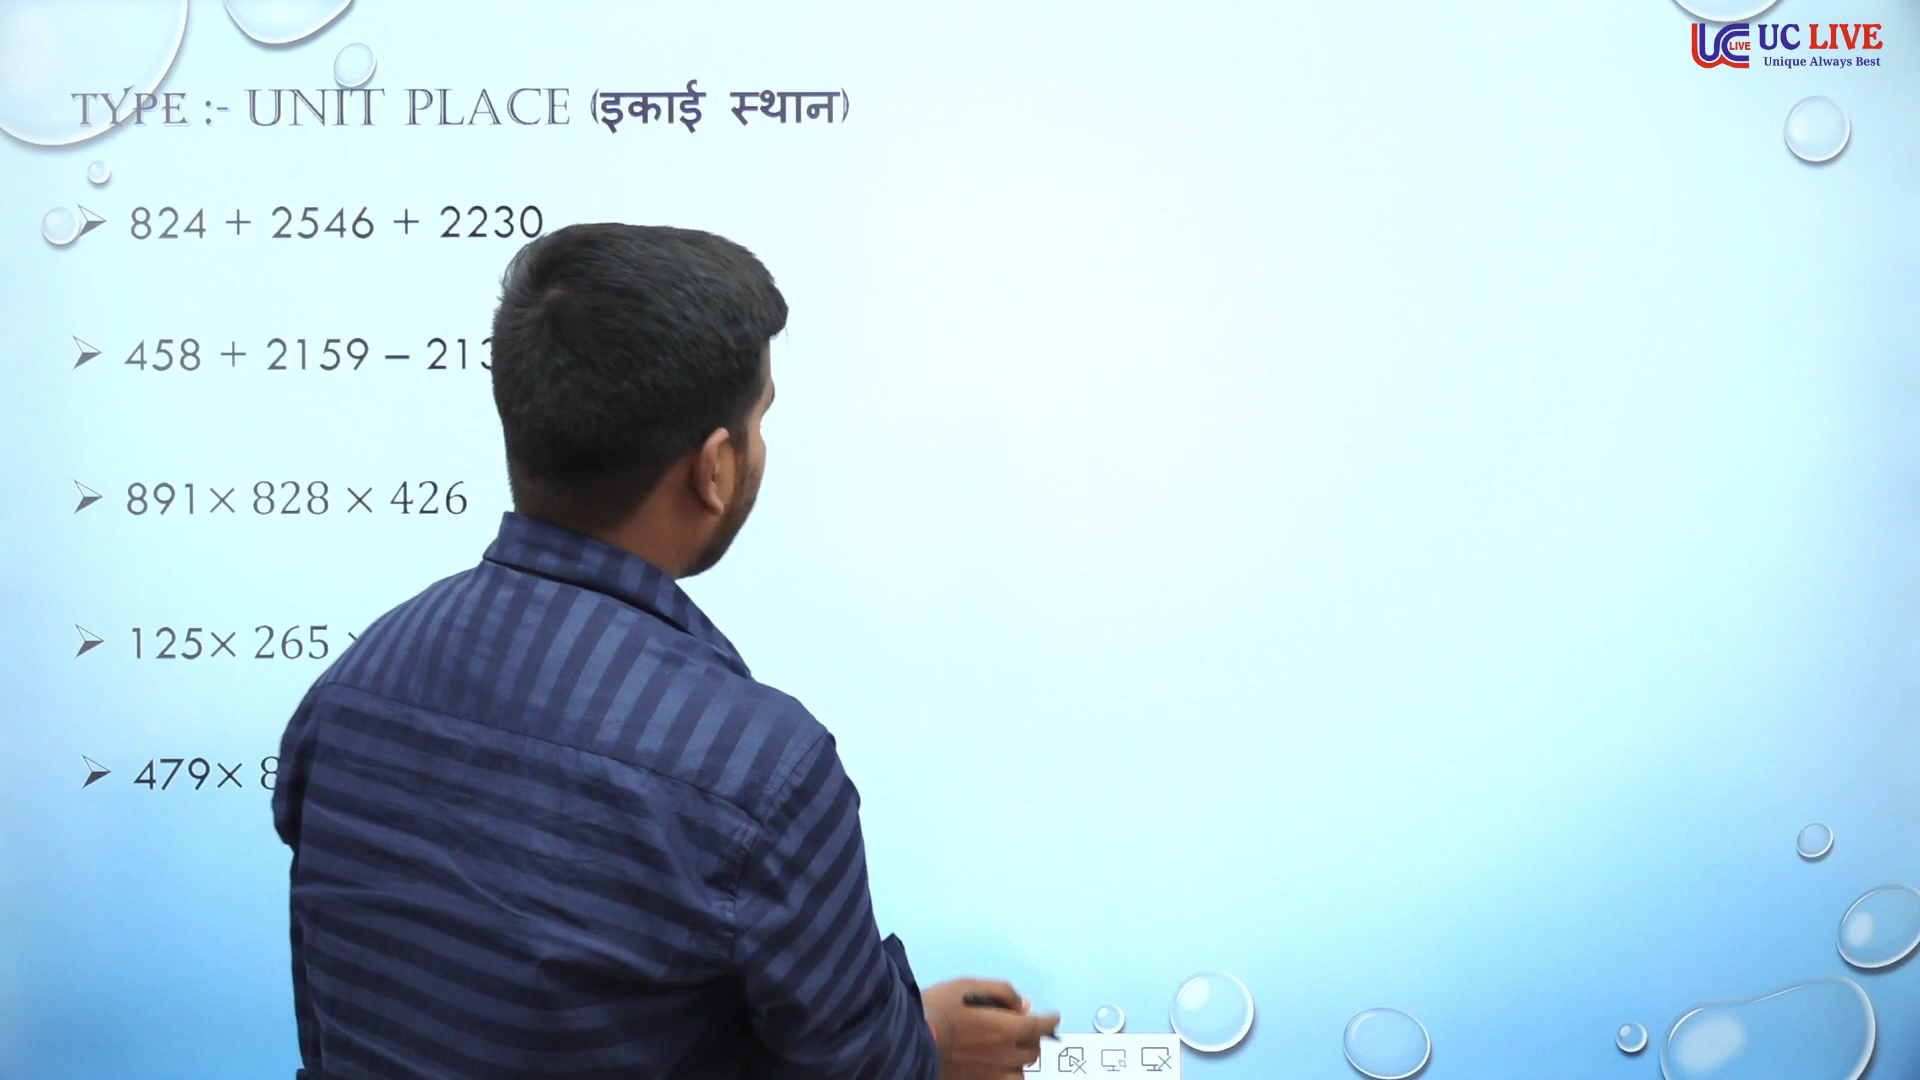 UC LIVE
LIVE
Unique Always Best
TYPE :- UNIT PLACE (इकाई स्थान)
824 + 2546 + 2230
458 + 2159 –
891× 828 × 426
125× 265
479×